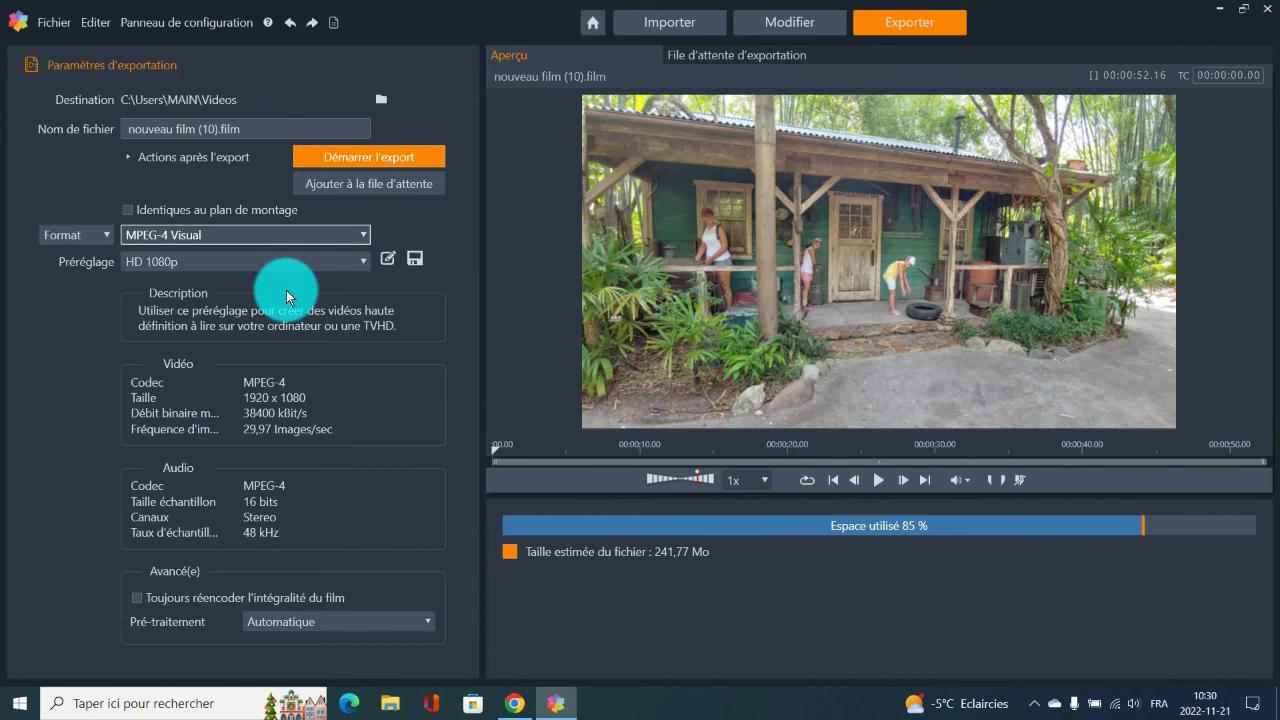 Fichier Editer Panneau de configuration
Importer
Modifier
Exporter
Paramètres d'exportation
Destination C:\Users\MAIN\Videos
Nom de fichier nouveau film (10).film
Actions après l'export
Démarrer l'export
Ajouter à la file d'attente
Identiques au plan de montage
Format MPEG-4 Visual
Préréglage HD 1080p
Description
Utiliser ce préréglage pour créer des vidéos haute
définition à lire sur votre ordinateur ou une TVHD.
Vidéo
Codec MPEG-4
Taille 1920 x 1080
Débit binaire m... 38400 kBit/s
Fréquence d'im... 29,97 Images/sec
Audio
Codec MPEG-4
Taille échantillon 16 bits
Canaux Stereo
Taux d'échantill... 48 kHz
Avancé(e)
Toujours réencoder l'intégralité du film
Pré-traitement Automatique
Aperçu
File d'attente d'exportation
nouveau film (10).film
[] 00:00:52.16 TC 00:00:00.00
:00.00 00:00:10.00 00:00:20.00 00:00:30.00 00:00:40.00 00:00:50.00
1x
Espace utilisé 85 %
Taille estimée du fichier : 241,77 Mo
Taper ici pour rechercher
-5°C Eclaircies
FRA
10:30
2022-11-21